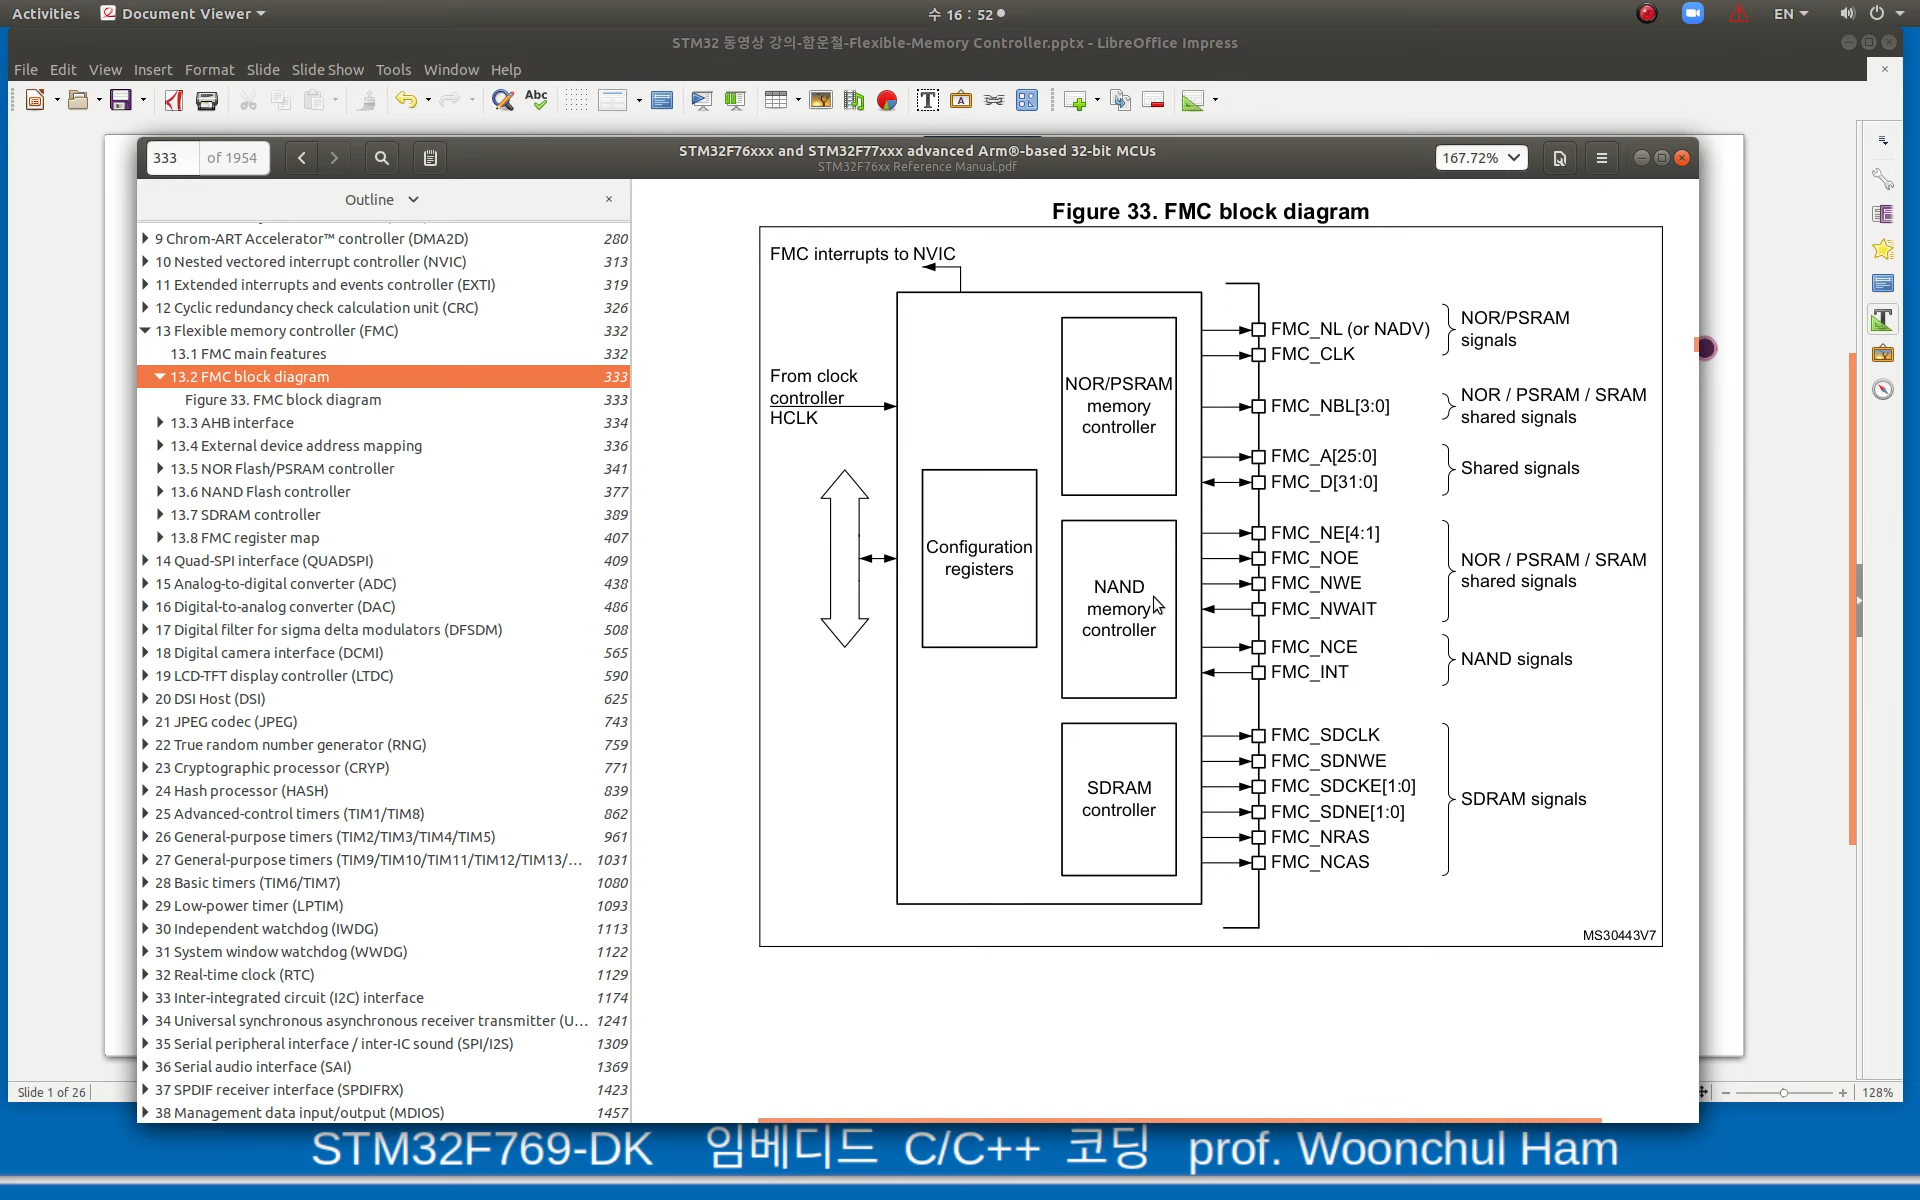 Activities
Document Viewer
수 16 : 52
EN
STM32 동영상 강의-함운철-Flexible-Memory Controller.pptx - LibreOffice Impress
File Edit View Insert Format Slide Slide Show Tools Window Help
Abc
333 of 1954
STM32F76xxx and STM32F77xxx advanced Arm®-based 32-bit MCUs
STM32F76xx Reference Manual.pdf
167.72%
Outline
9 Chrom-ART Accelerator™ controller (DMA2D) 280
10 Nested vectored interrupt controller (NVIC) 313
11 Extended interrupts and events controller (EXTI) 319
12 Cyclic redundancy check calculation unit (CRC) 326
13 Flexible memory controller (FMC) 332
13.1 FMC main features 332
13.2 FMC block diagram 333
Figure 33. FMC block diagram 333
13.3 AHB interface 334
13.4 External device address mapping 336
13.5 NOR Flash/PSRAM controller 341
13.6 NAND Flash controller 377
13.7 SDRAM controller 389
13.8 FMC register map 407
14 Quad-SPI interface (QUADSPI) 409
15 Analog-to-digital converter (ADC) 438
16 Digital-to-analog converter (DAC) 486
17 Digital filter for sigma delta modulators (DFSDM) 508
18 Digital camera interface (DCMI) 565
19 LCD-TFT display controller (LTDC) 590
20 DSI Host (DSI) 625
21 JPEG codec (JPEG) 743
22 True random number generator (RNG) 759
23 Cryptographic processor (CRYP) 771
24 Hash processor (HASH) 839
25 Advanced-control timers (TIM1/TIM8) 862
26 General-purpose timers (TIM2/TIM3/TIM4/TIM5) 961
27 General-purpose timers (TIM9/TIM10/TIM11/TIM12/TIM13/... 1031
28 Basic timers (TIM6/TIM7) 1080
29 Low-power timer (LPTIM) 1093
30 Independent watchdog (IWDG) 1113
31 System window watchdog (WWDG) 1122
32 Real-time clock (RTC) 1129
33 Inter-integrated circuit (I2C) interface 1174
34 Universal synchronous asynchronous receiver transmitter (U... 1241
35 Serial peripheral interface / inter-IC sound (SPI/I2S) 1309
36 Serial audio interface (SAI) 1369
37 SPDIF receiver interface (SPDIFRX) 1423
38 Management data input/output (MDIOS) 1457
Figure 33. FMC block diagram
FMC interrupts to NVIC
From clock
controller
HCLK
Configuration
registers
NOR/PSRAM
memory
controller
NAND
memory
controller
SDRAM
controller
FMC_NL (or NADV)
FMC_CLK
NOR/PSRAM
signals
FMC_NBL[3:0]
NOR / PSRAM / SRAM
shared signals
FMC_A[25:0]
FMC_D[31:0]
Shared signals
FMC_NE[4:1]
FMC_NOE
FMC_NWE
FMC_NWAIT
NOR / PSRAM / SRAM
shared signals
FMC_NCE
FMC_INT
NAND signals
FMC_SDCLK
FMC_SDNWE
FMC_SDCKE[1:0]
FMC_SDNE[1:0]
FMC_NRAS
FMC_NCAS
SDRAM signals
MS30443V7
Slide 1 of 26
128%
STM32F769-DK 임베디드 C/C++ 코딩 prof. Woonchul Ham